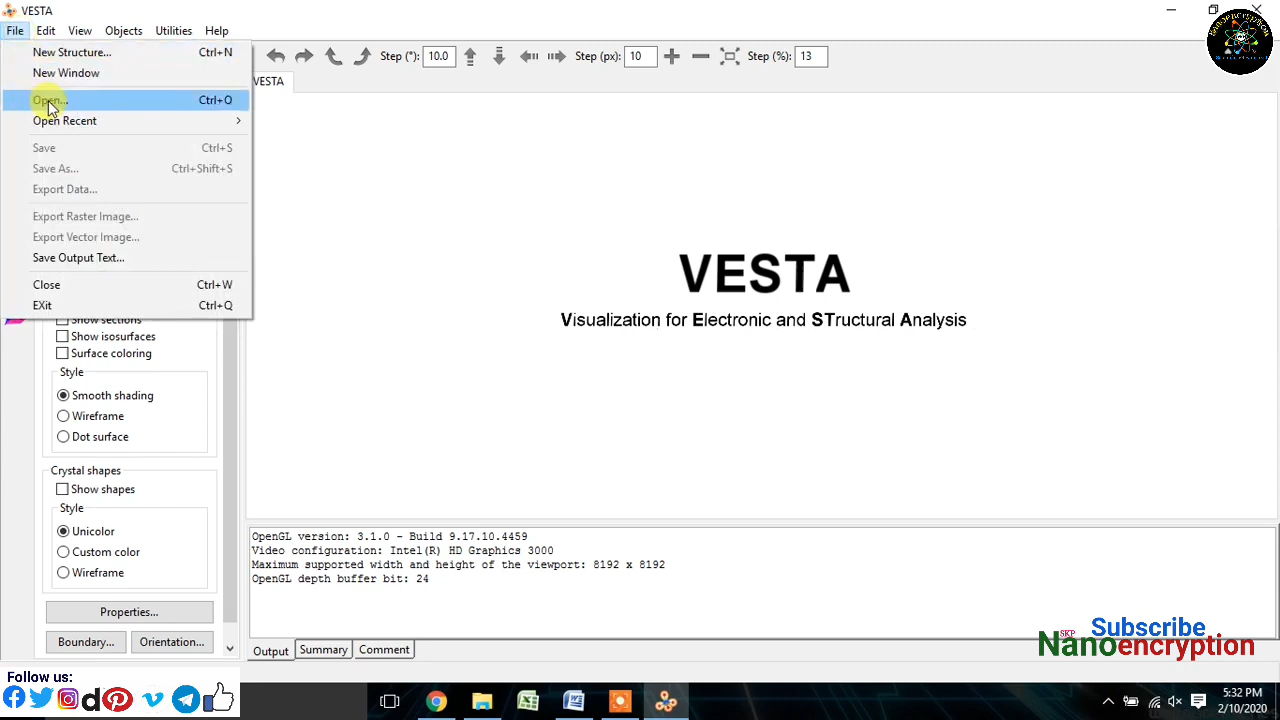 VESTA
File Edit View Objects Utilities Help
New Structure... Ctrl+N
New Window
Open... Ctrl+O
Open Recent
Save Ctrl+S
Save As... Ctrl+Shift+S
Export Data...
Export Raster Image...
Export Vector Image...
Save Output Text...
Close Ctrl+W
EXit Ctrl+Q
Step (°): 10.0 Step (px): 10 Step (%): 13
VESTA
VESTA
Visualization for Electronic and STructural Analysis
Show sections
Show isosurfaces
Surface coloring
Style
Smooth shading
Wireframe
Dot surface
Crystal shapes
Show shapes
Style
Unicolor
Custom color
Wireframe
Properties...
Boundary... Orientation...
OpenGL version: 3.1.0 - Build 9.17.10.4459
Video configuration: Intel(R) HD Graphics 3000
Maximum supported width and height of the viewport: 8192 x 8192
OpenGL depth buffer bit: 24
Output Summary Comment
Subscribe
SKP
Nanoencryption
Follow us:
5:32 PM
2/10/2020